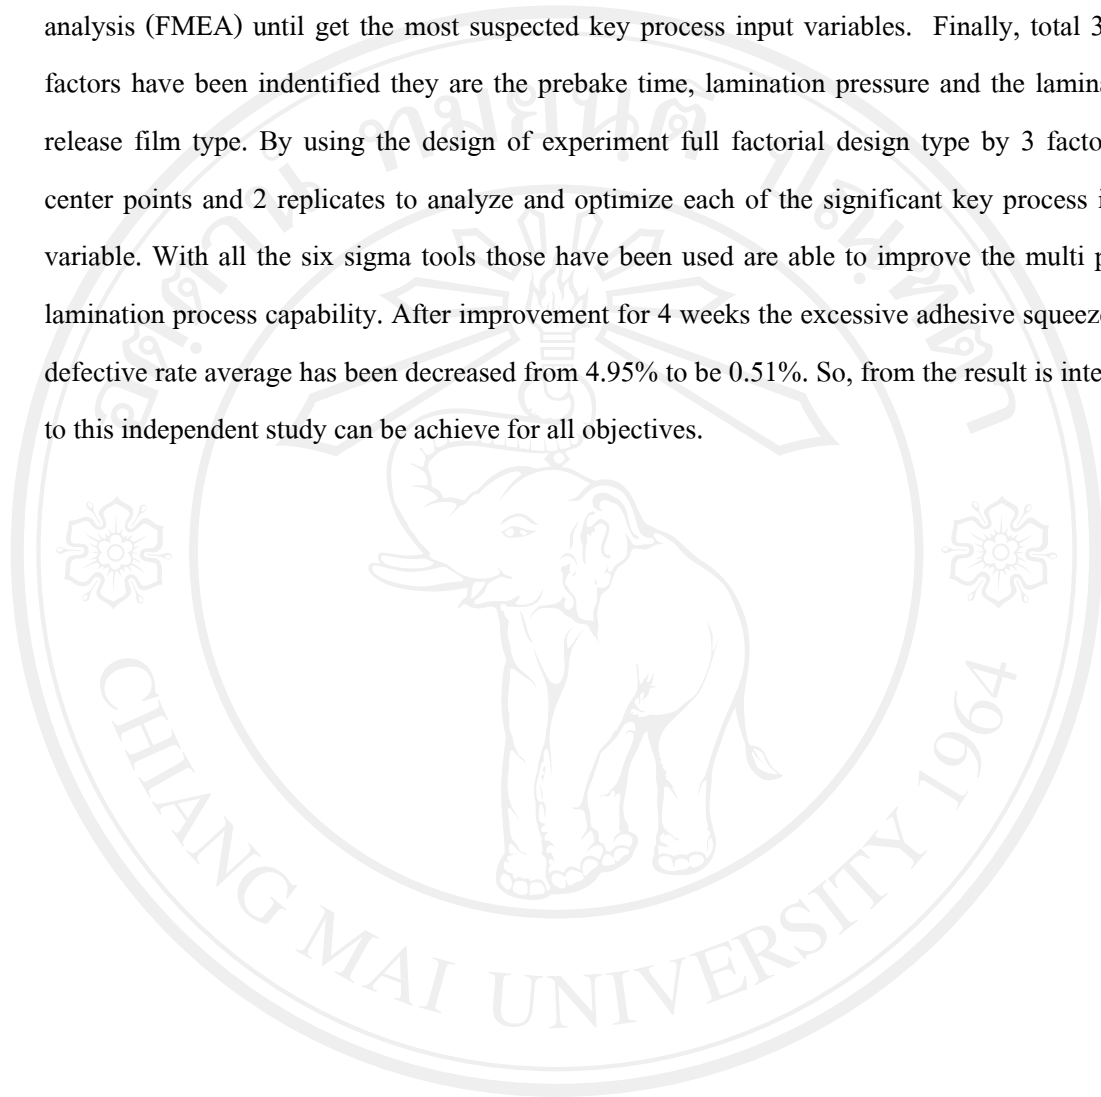 analysis (FMEA) until get the most suspected key process input variables. Finally, total 3
factors have been indentified they are the prebake time, lamination pressure and the lamina
release film type. By using the design of experiment full factorial design type by 3 facto
center points and 2 replicates to analyze and optimize each of the significant key process i
variable. With all the six sigma tools those have been used are able to improve the multi p
lamination process capability. After improvement for 4 weeks the excessive adhesive squeez
defective rate average has been decreased from 4.95% to be 0.51%. So, from the result is inte
to this independent study can be achieve for all objectives.
CHIANG MAI UNIVERSITY 1964